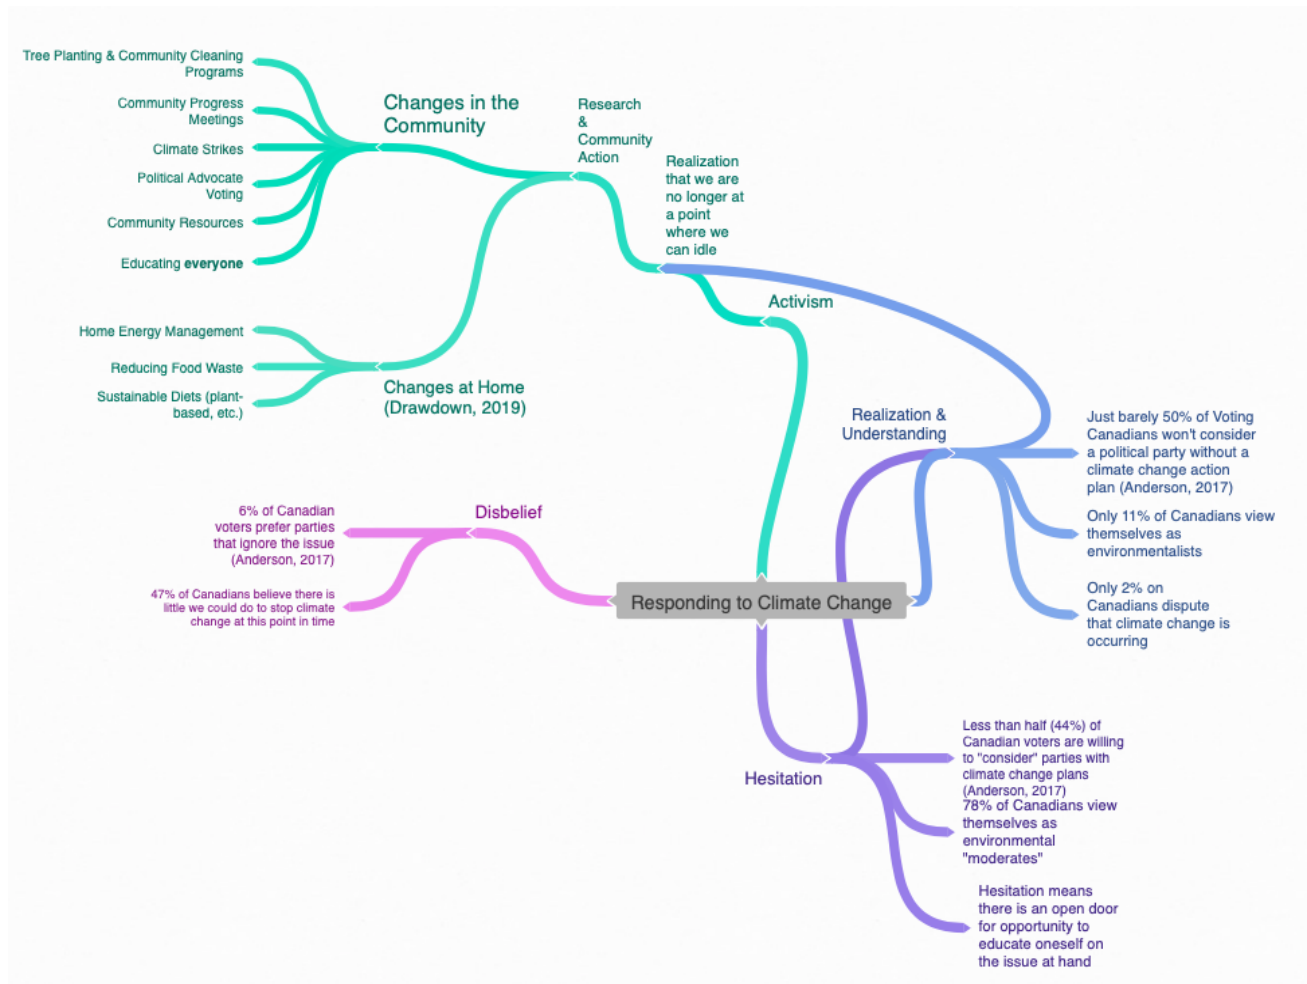 Tree Planting & Community Cleaning
Programs
Community Progress
Meetings
Climate Strikes
Political Advocate
Voting
Community Resources
Educating everyone
Changes in the
Community
Research
&
Community
Action
Realization
that we are
no longer at
a point
where we
can idle
Activism
Home Energy Management
Reducing Food Waste
Sustainable Diets (plant-
based, etc.)
Changes at Home
(Drawdown, 2019)
Realization &
Understanding
Just barely 50% of Voting
Canadians won't consider
a political party without a
climate change action
plan (Anderson, 2017)
Only 11% of Canadians view
themselves as
environmentalists
Only 2% on
Canadians dispute
that climate change is
occurring
Disbelief
6% of Canadian
voters prefer parties
that ignore the issue
(Anderson, 2017)
47% of Canadians believe there is
little we could do to stop climate
change at this point in time
Responding to Climate Change
Hesitation
Less than half (44%) of
Canadian voters are willing
to "consider" parties with
climate change plans
(Anderson, 2017)
78% of Canadians view
themselves as
environmental
"moderates"
Hesitation means
there is an open door
for opportunity to
educate oneself on
the issue at hand